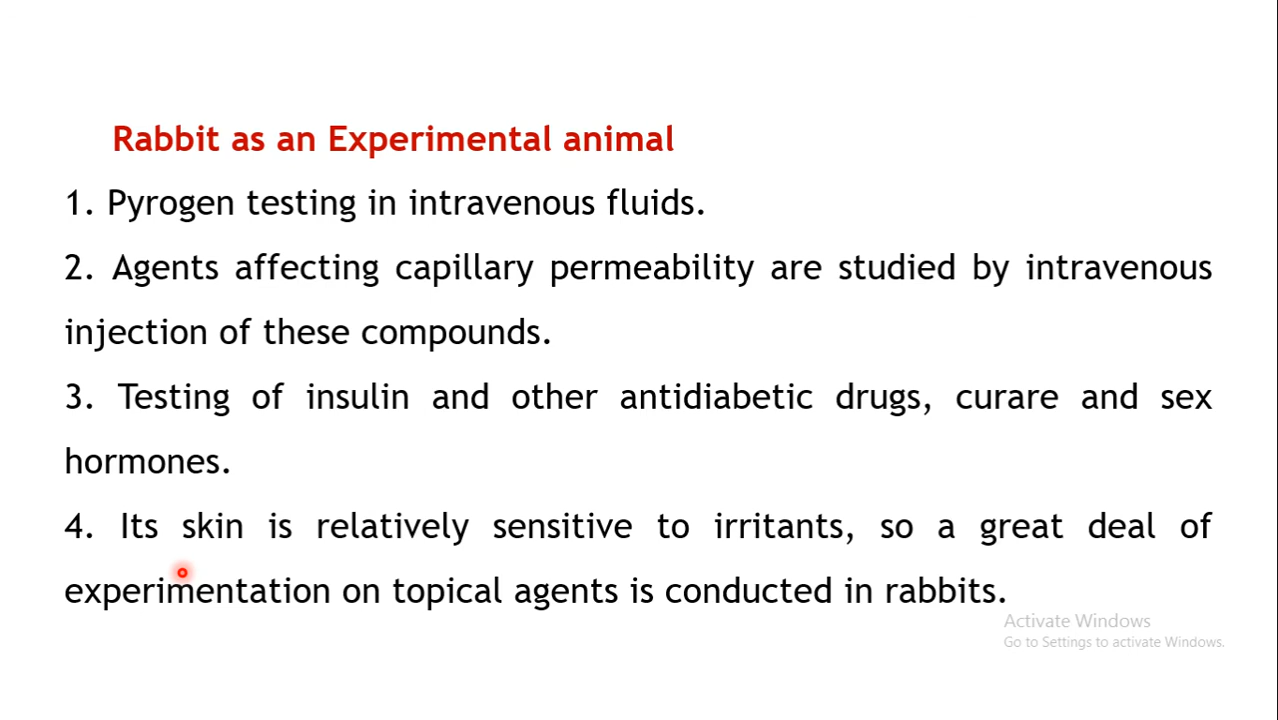 Rabbit as an Experimental animal
1. Pyrogen testing in intravenous fluids.
2. Agents affecting capillary permeability are studied by intravenous
injection of these compounds.
3. Testing of insulin and other antidiabetic drugs, curare and sex
hormones.
4. Its skin is relatively sensitive to irritants, so a great deal of
experimentation on topical agents is conducted in rabbits.
Activate Windows
Go to Settings to activate Windows.